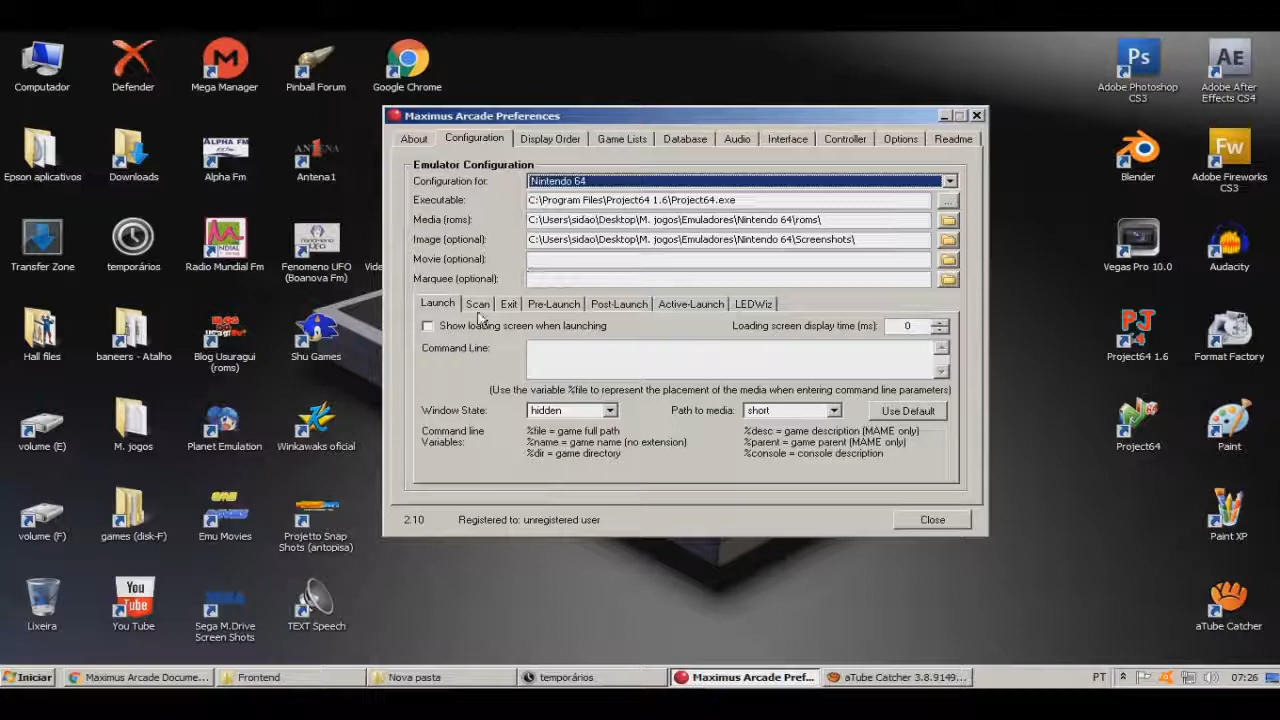 Computador
Defender
Mega Manager
Pinball Forum
Google Chrome
Adobe Photoshop
CS3
Adobe After
Effects CS4
Maximus Arcade Preferences
About
Configuration
Display Order
Game Lists
Database
Audio
Interface
Controller
Options
Readme
Emulator Configuration
Configuration for:
Nintendo 64
Executable:
C:\Program Files\Project64 1.6\Project64.exe
...
Media (roms):
C:\Users\sidao\Desktop\M. jogos\Emuladores\Nintendo 64\roms\
Image (optional):
C:\Users\sidao\Desktop\M. jogos\Emuladores\Nintendo 64\Screenshots\
Movie (optional):
Marquee (optional):
Launch
Scan
Exit
Pre-Launch
Post-Launch
Active-Launch
LEDWiz
Show loading screen when launching
Loading screen display time (ms):
0
Command Line:
(Use the variable %file to represent the placement of the media when entering command line parameters)
Window State:
hidden
Path to media:
short
Use Default
Command line
Variables:
%file = game full path
%name = game name (no extension)
%dir = game directory
%desc = game description (MAME only)
%parent = game parent (MAME only)
%console = console description
2.10
Registered to: unregistered user
Close
Epson aplicativos
Downloads
ALPHA FM
Alpha Fm
ANTENA
Antena1
Blender
Fw
Adobe Fireworks
CS3
Transfer Zone
temporários
MUNDIAL
Radio Mundial Fm
Fenomeno UFO
(Boanova Fm)
Vegas Pro 10.0
Audacity
Hall files
baneers - Atalho
Blog Usuragui
(roms)
Shu Games
Project64 1.6
Format Factory
volume (E)
M. jogos
Planet Emulation
Winkawaks oficial
Project64
Paint
volume (F)
games (disk-F)
Emu Movies
Projetto Snap
Shots (antopisa)
Paint XP
Lixeira
You
Tube
You Tube
SEGA
Sega M.Drive
Screen Shots
TEXT Speech
aTube Catcher
Iniciar
Maximus Arcade Docume...
Frontend
Nova pasta
temporários
Maximus Arcade Pref...
aTube Catcher 3.8.9149...
PT
07:26
Ps
AE